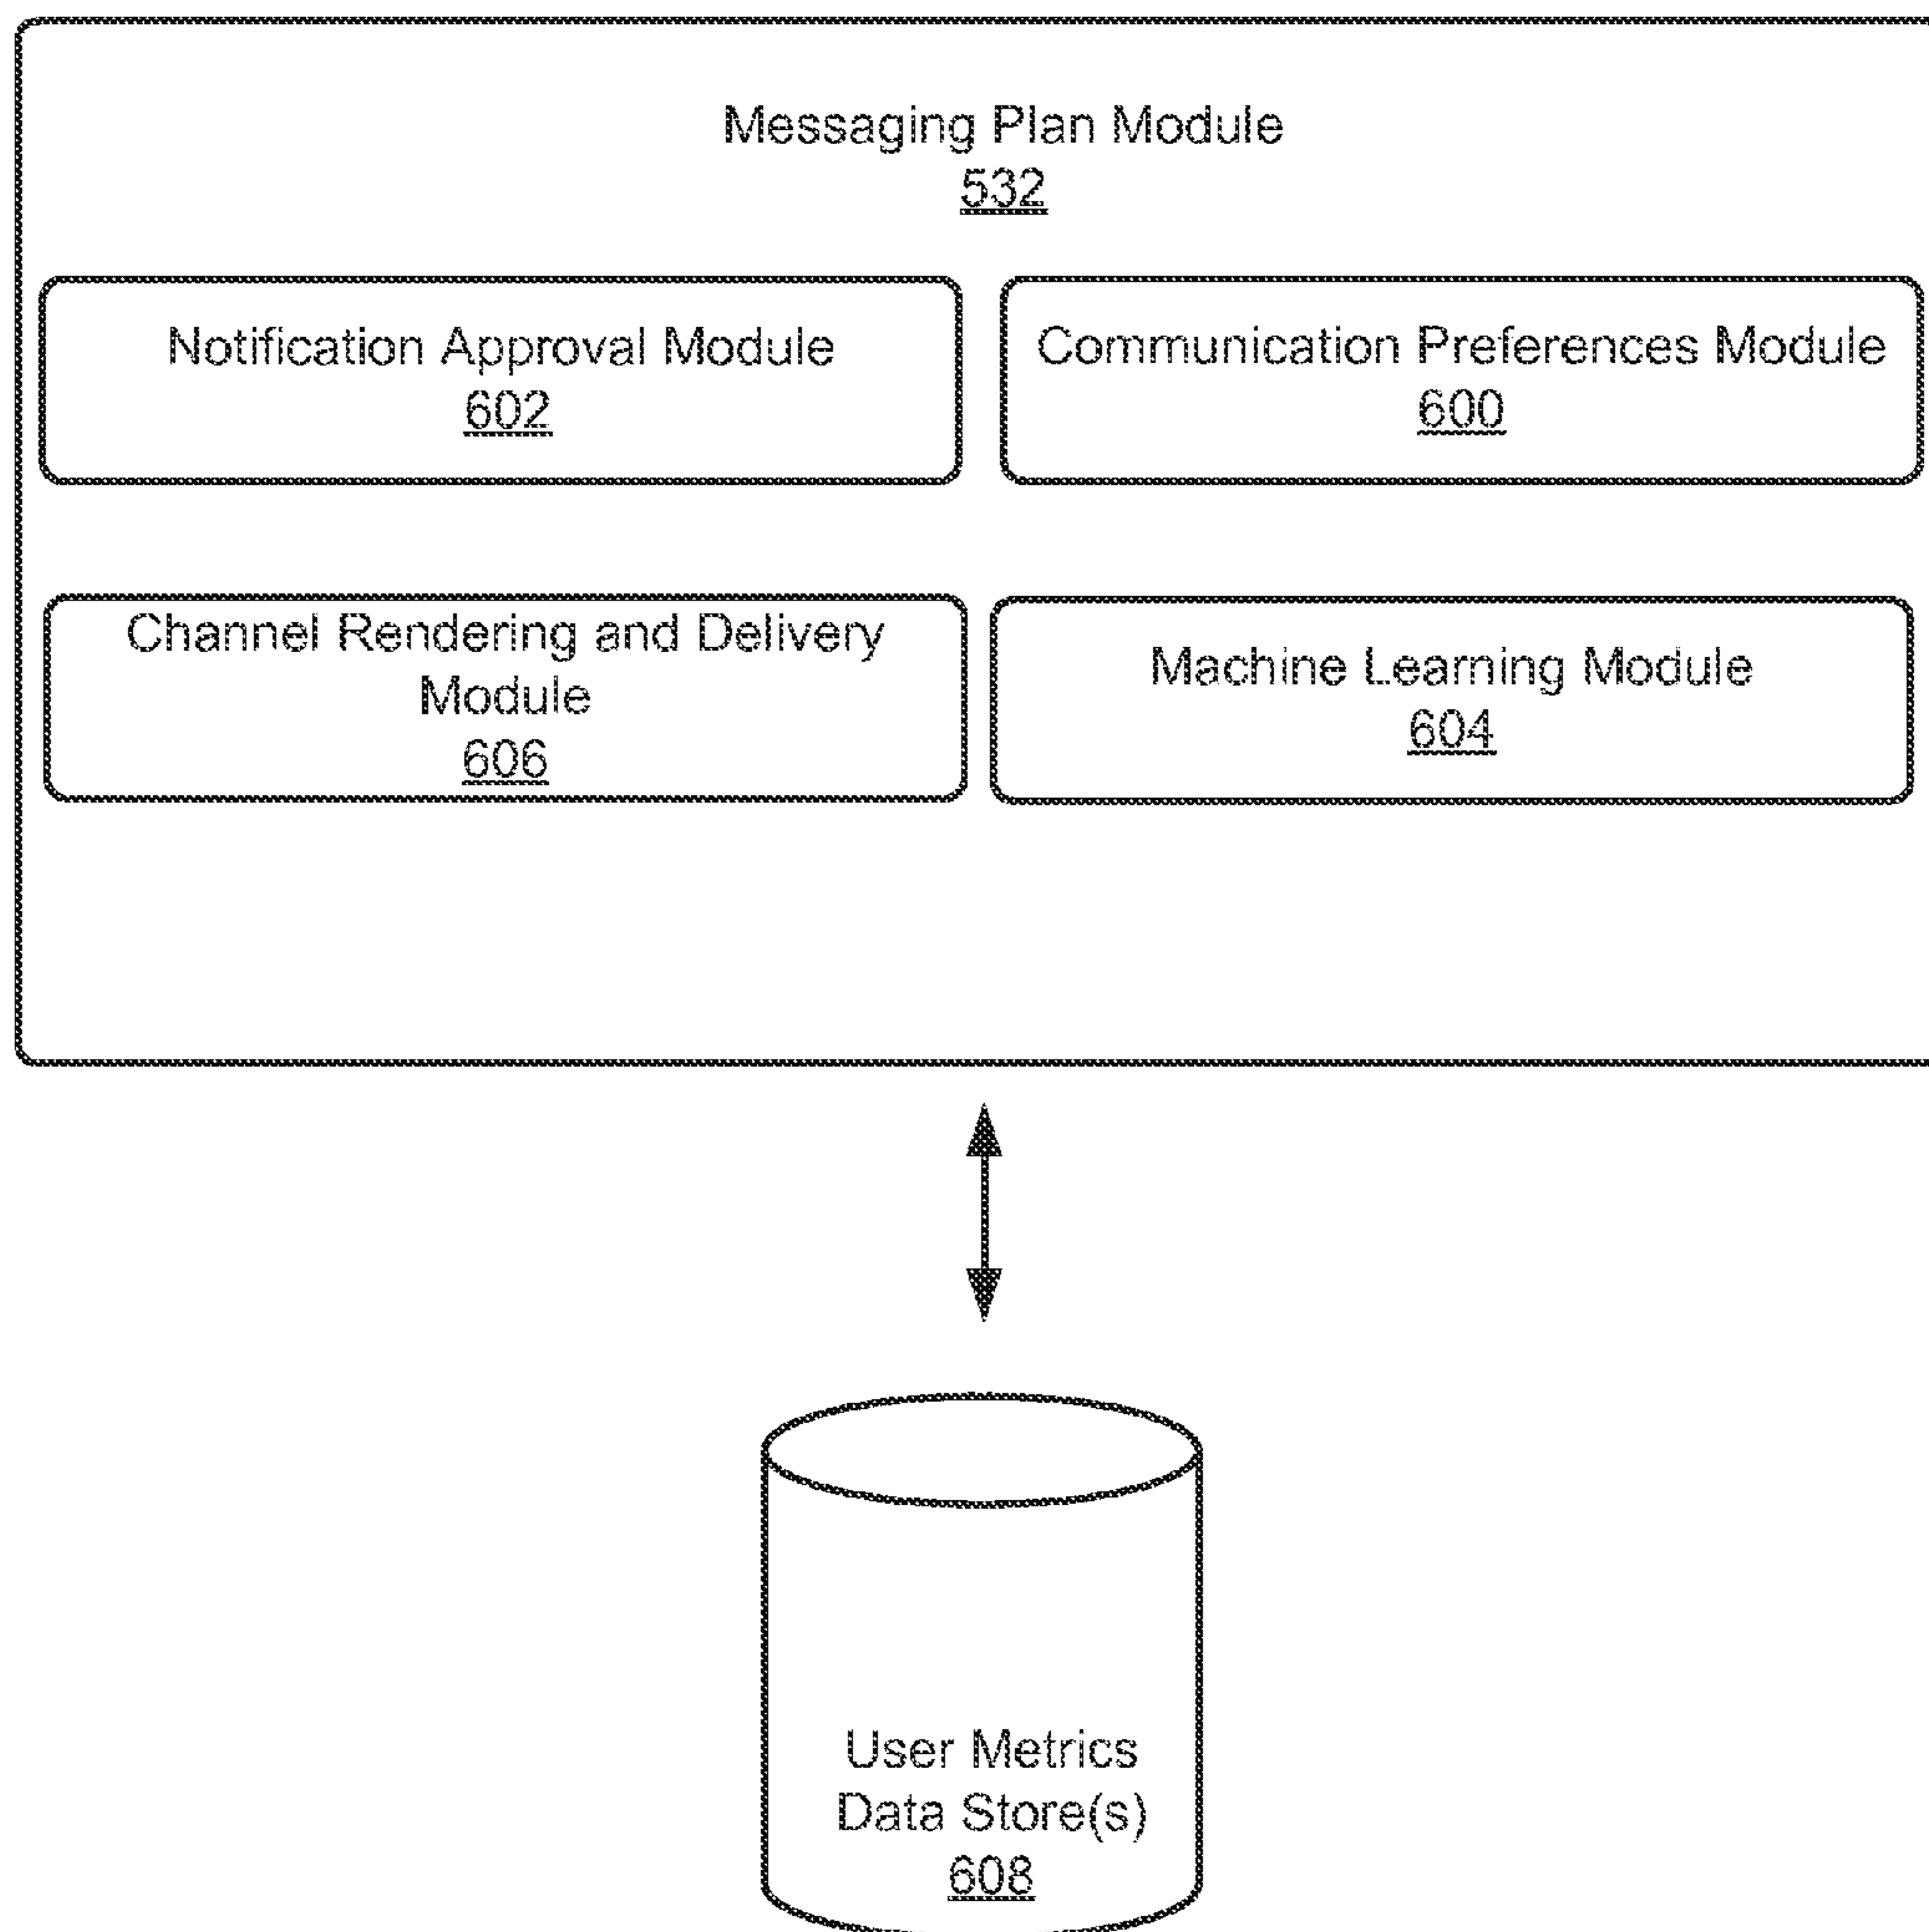 Messaging Plan Module
532
Notification Approval Module
602
Communication Preferences Module
600
Channel Rendering and Delivery
Module
606
Machine Learning Module
604
User Metrics
Data Store(s)
608